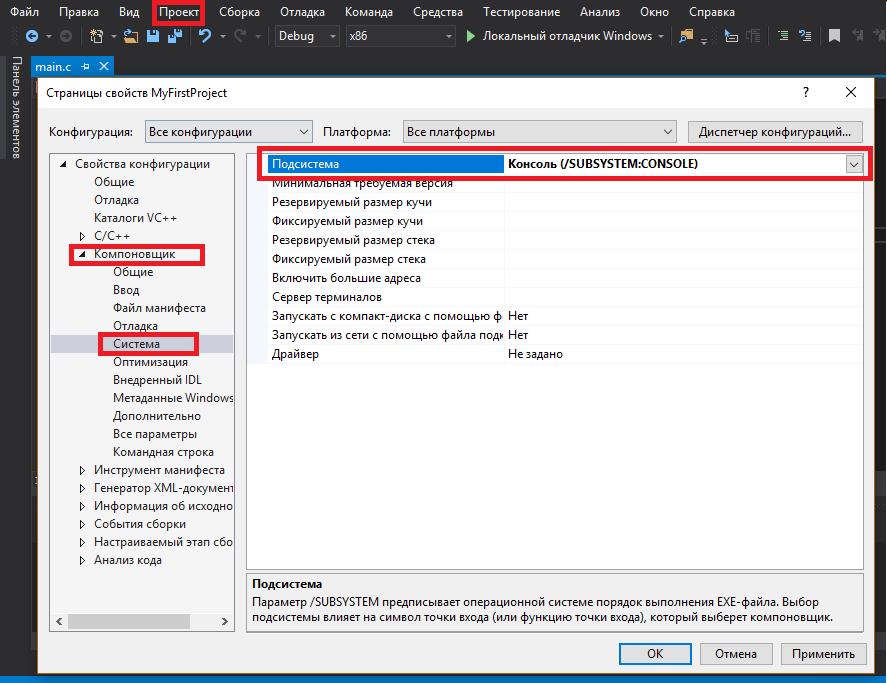 Файл Правка Вид Проект Сборка Отладка Команда Средства Тестирование Анализ Окно Справка
Debug x86 Локальный отладчик Windows
Панель элементов
main.c
Страницы свойств MyFirstProject ?
Конфигурация: Все конфигурации Платформа: Все платформы Диспетчер конфигураций...
Свойства конфигурации
Общие
Отладка
Каталоги VC++
C/C++
Компоновщик
Общие
Ввод
Файл манифеста
Отладка
Система
Оптимизация
Внедренный IDL
Метаданные Windows
Дополнительно
Все параметры
Командная строка
Инструмент манифеста
Генератор XML-документ
Информация об исходно
События сборки
Настраиваемый этап сбо
Анализ кода
Подсистема Консоль (/SUBSYSTEM:CONSOLE)
Минимальная требуемая версия
Резервируемый размер кучи
Фиксируемый размер кучи
Резервируемый размер стека
Фиксируемый размер стека
Включить большие адреса
Сервер терминалов
Запускать с компакт-диска с помощью ф Нет
Запускать из сети с помощью файла подк Нет
Драйвер Не задано
Подсистема
Параметр /SUBSYSTEM предписывает операционной системе порядок выполнения EXE-файла. Выбор
подсистемы влияет на символ точки входа (или функцию точки входа), который выберет компоновщик.
ОК Отмена Применить